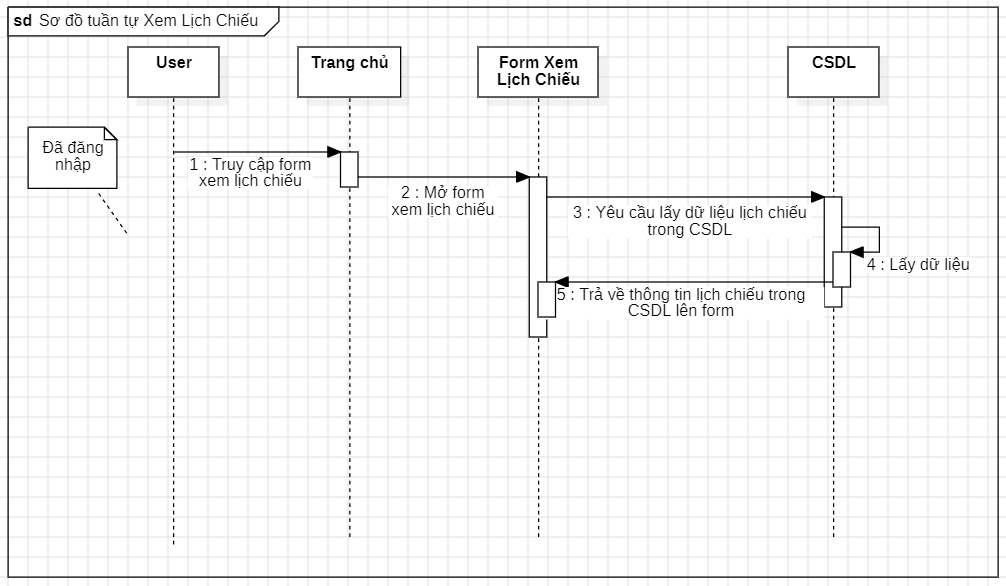 sd Sơ đồ tuần tự Xem Lịch Chiếu
User
Trang chủ
Form Xem
Lịch Chiếu
CSDL
Đã đăng
nhập
1 : Truy cập form
xem lịch chiếu
2 : Mở form
xem lịch chiếu
3 : Yêu cầu lấy dữ liệu lịch chiếu
trong CSDL
4 : Lấy dữ liệu
5 : Trả về thông tin lịch chiếu trong
CSDL lên form